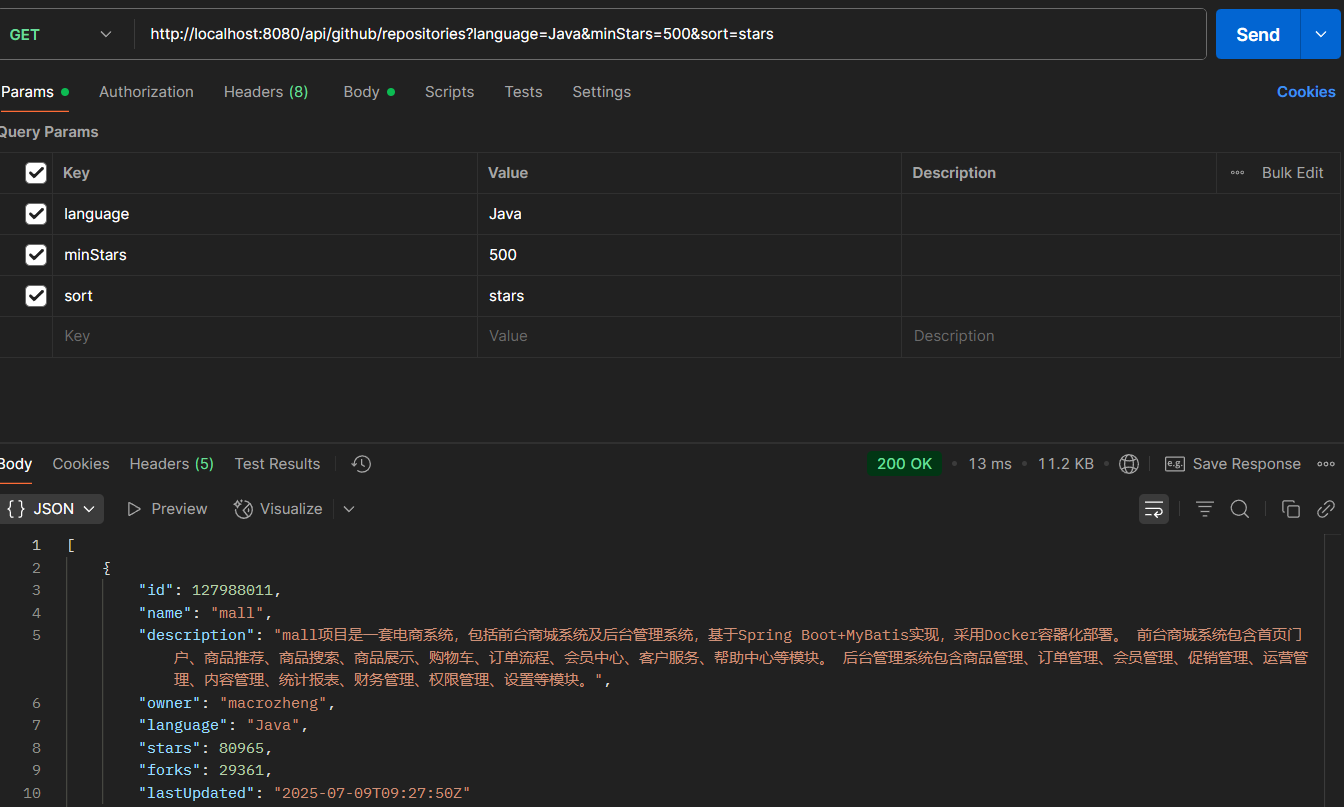 GET http://localhost:8080/api/github/repositories?language=Java&minStars=500&sort=stars Send
Params Authorization Headers (8) Body Scripts Tests Settings Cookies
Query Params
Key Value Description Bulk Edit
language Java
minStars 500
sort stars
Key Value Description
Body Cookies Headers (5) Test Results 200 OK 13 ms 11.2 KB e.g. Save Response
{} JSON Preview Visualize
1 [
2 {
3 "id": 127988011,
4 "name": "mall",
5 "description": "mall项目是一套电商系统，包括前台商城系统及后台管理系统，基于Spring Boot+MyBatis实现，采用Docker容器化部署。 前台商城系统包含首页门
户、商品推荐、商品搜索、商品展示、购物车、订单流程、会员中心、客户服务、帮助中心等模块。 后台管理系统包含商品管理、订单管理、会员管理、促销管理、运营管
理、内容管理、统计报表、财务管理、权限管理、设置等模块。",
6 "owner": "macrozheng",
7 "language": "Java",
8 "stars": 80965,
9 "forks": 29361,
10 "lastUpdated": "2025-07-09T09:27:50Z"